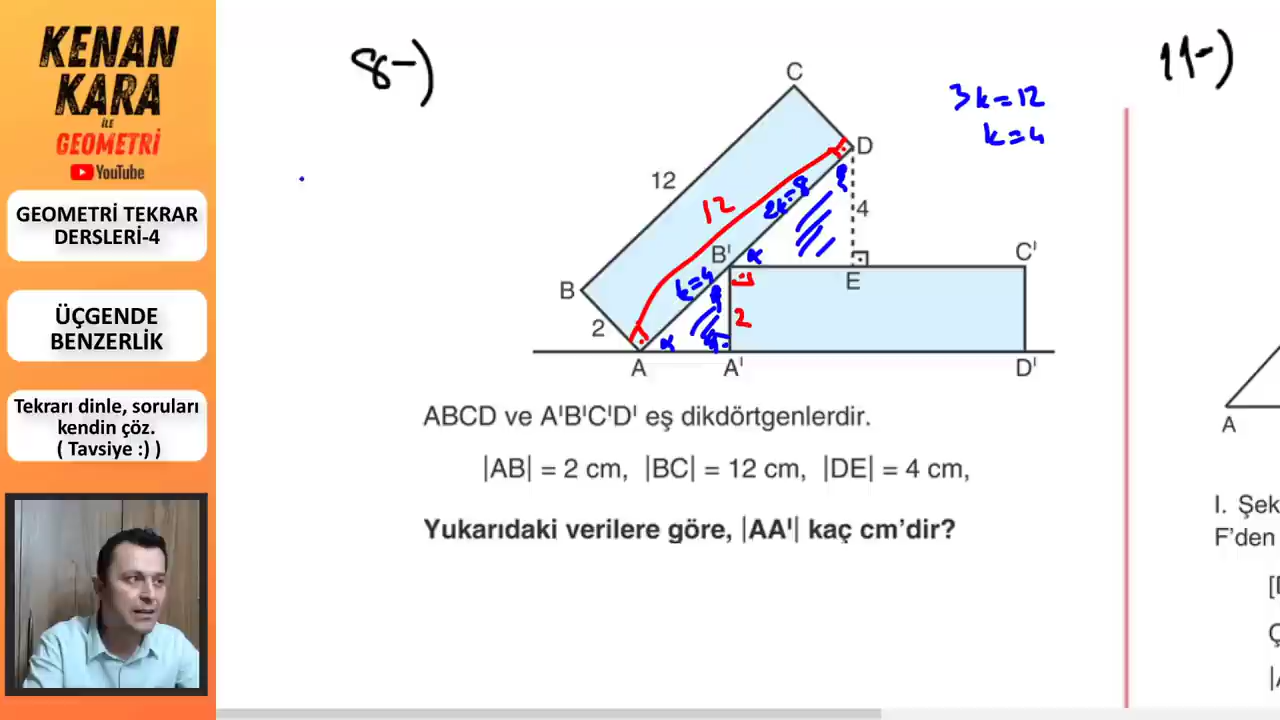 KENAN
KARA
İLE
GEOMETRİ
YouTube
GEOMETRİ TEKRAR
DERSLERİ-4
ÜÇGENDE
BENZERLİK
Tekrarı dinle, soruları
kendin çöz.
( Tavsiye :) )
8-)
11-)
3k=12
k=4
C
D
12
12
2k=8
4
B'
α
C'
E
B
k=4
2
2
α
A
A'
D'
ABCD ve A'B'C'D' eş dikdörtgenlerdir.
|AB| = 2 cm, |BC| = 12 cm, |DE| = 4 cm,
Yukarıdaki verilere göre, |AA'| kaç cm'dir?
A
I. Şek
F'den